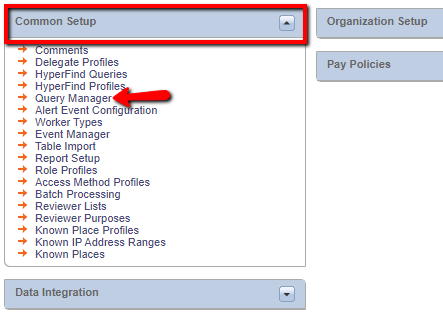 Common Setup
Comments
Delegate Profiles
HyperFind Queries
HyperFind Profiles
Query Manager
Alert Event Configuration
Worker Types
Event Manager
Table Import
Report Setup
Role Profiles
Access Method Profiles
Batch Processing
Reviewer Lists
Reviewer Purposes
Known Place Profiles
Known IP Address Ranges
Known Places
Data Integration
Organization Setup
Pay Policies